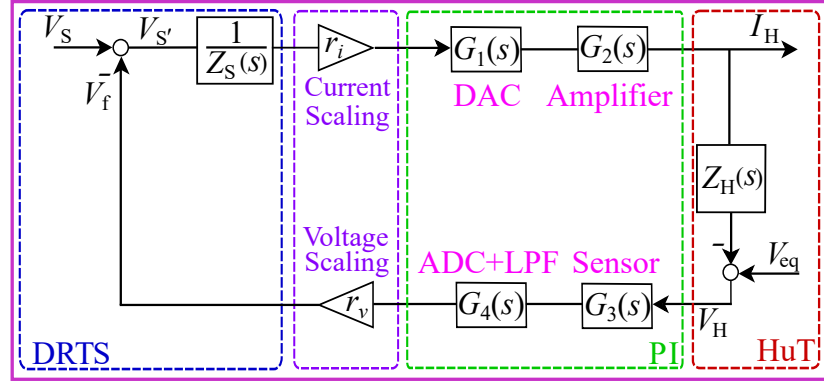 V_S
V_S'
1
Z_S(s)
r_i
G_1(s)
G_2(s)
I_H
-
V_f
Current
Scaling
DAC
Amplifier
Z_H(s)
Voltage
Scaling
ADC+LPF
Sensor
-
V_eq
r_v
G_4(s)
G_3(s)
V_H
DRTS
PI
HuT